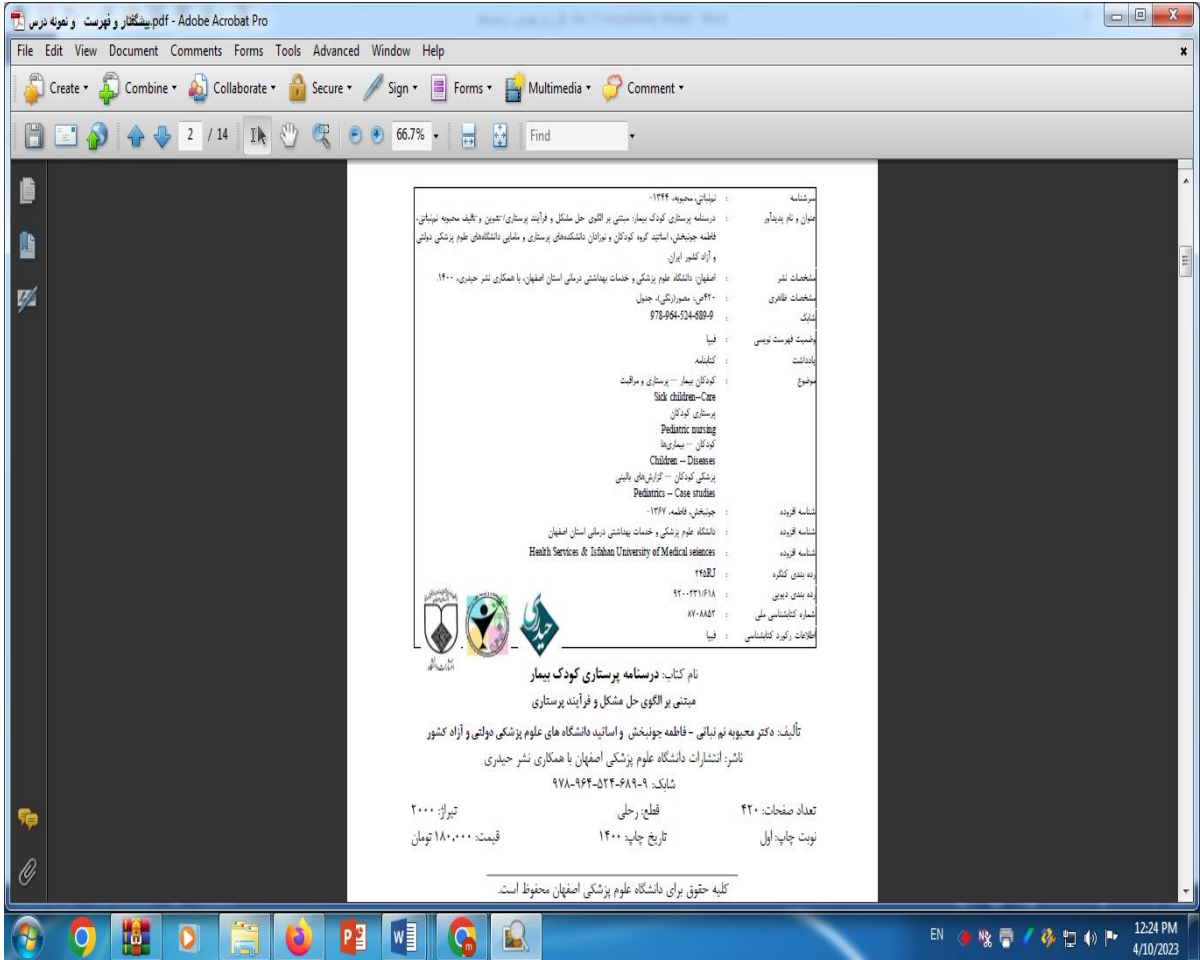 پیشگفتار و فهرست و نمونه درس.pdf - Adobe Acrobat Pro
File Edit View Document Comments Forms Tools Advanced Window Help
Create Combine Collaborate Secure Sign Forms Multimedia Comment
2 / 14 66.7% Find
سرشناسه : نم‌نباتی، محبوبه، ۱۳۴۴-
عنوان و نام پدیدآور : درسنامه پرستاری کودک بیمار: مبتنی بر الگوی حل مشکل و فرآیند پرستاری/ تدوین و تالیف محبوبه نم‌نباتی،
فاطمه جونبخش، اساتید گروه کودکان و نوزادان دانشکده‌های پرستاری و مامایی دانشگاه‌های علوم پزشکی دولتی
و آزاد کشور ایران.
مشخصات نشر : اصفهان: دانشگاه علوم پزشکی و خدمات بهداشتی درمانی استان اصفهان، با همکاری نشر حیدری، ۱۴۰۰.
مشخصات ظاهری : ۴۲۰ص: مصور(رنگی)، جدول
شابک : 978-964-524-689-9
وضعیت فهرست نویسی : فیپا
یادداشت : کتابنامه.
موضوع : کودکان بیمار -- پرستاری و مراقبت
Sick children--Care
پرستاری کودکان
Pediatric nursing
کودکان -- بیماری‌ها
Children -- Diseases
پزشکی کودکان -- گزارش‌های بالینی
Pediatrics -- Case studies
شناسه افزوده : جونبخش، فاطمه، ۱۳۶۷-
شناسه افزوده : دانشگاه علوم پزشکی و خدمات بهداشتی درمانی استان اصفهان
شناسه افزوده : Health Services & Isfahan University of Medical seiences
رده بندی کنگره : ۲۴۵RJ
رده بندی دیویی : ۹۲۰۰۲۳۱/۶۱۸
شماره کتابشناسی ملی : ۸۷۰۸۸۵۲
اطلاعات رکورد کتابشناسی : فیپا
حیدری
نام کتاب: درسنامه پرستاری کودک بیمار
مبتنی بر الگوی حل مشکل و فرآیند پرستاری
تألیف: دکتر محبوبه نم نباتی - فاطمه جونبخش و اساتید دانشگاه های علوم پزشکی دولتی و آزاد کشور
ناشر: انتشارات دانشگاه علوم پزشکی اصفهان با همکاری نشر حیدری
شابک: ۹-۶۸۹-۵۲۴-۹۶۴-۹۷۸
تعداد صفحات: ۴۲۰ قطع: رحلی تیراژ: ۲۰۰۰
نوبت چاپ: اول تاریخ چاپ: ۱۴۰۰ قیمت: ۱۸۰,۰۰۰ تومان
کلیه حقوق برای دانشگاه علوم پزشکی اصفهان محفوظ است.
EN 12:24 PM
4/10/2023